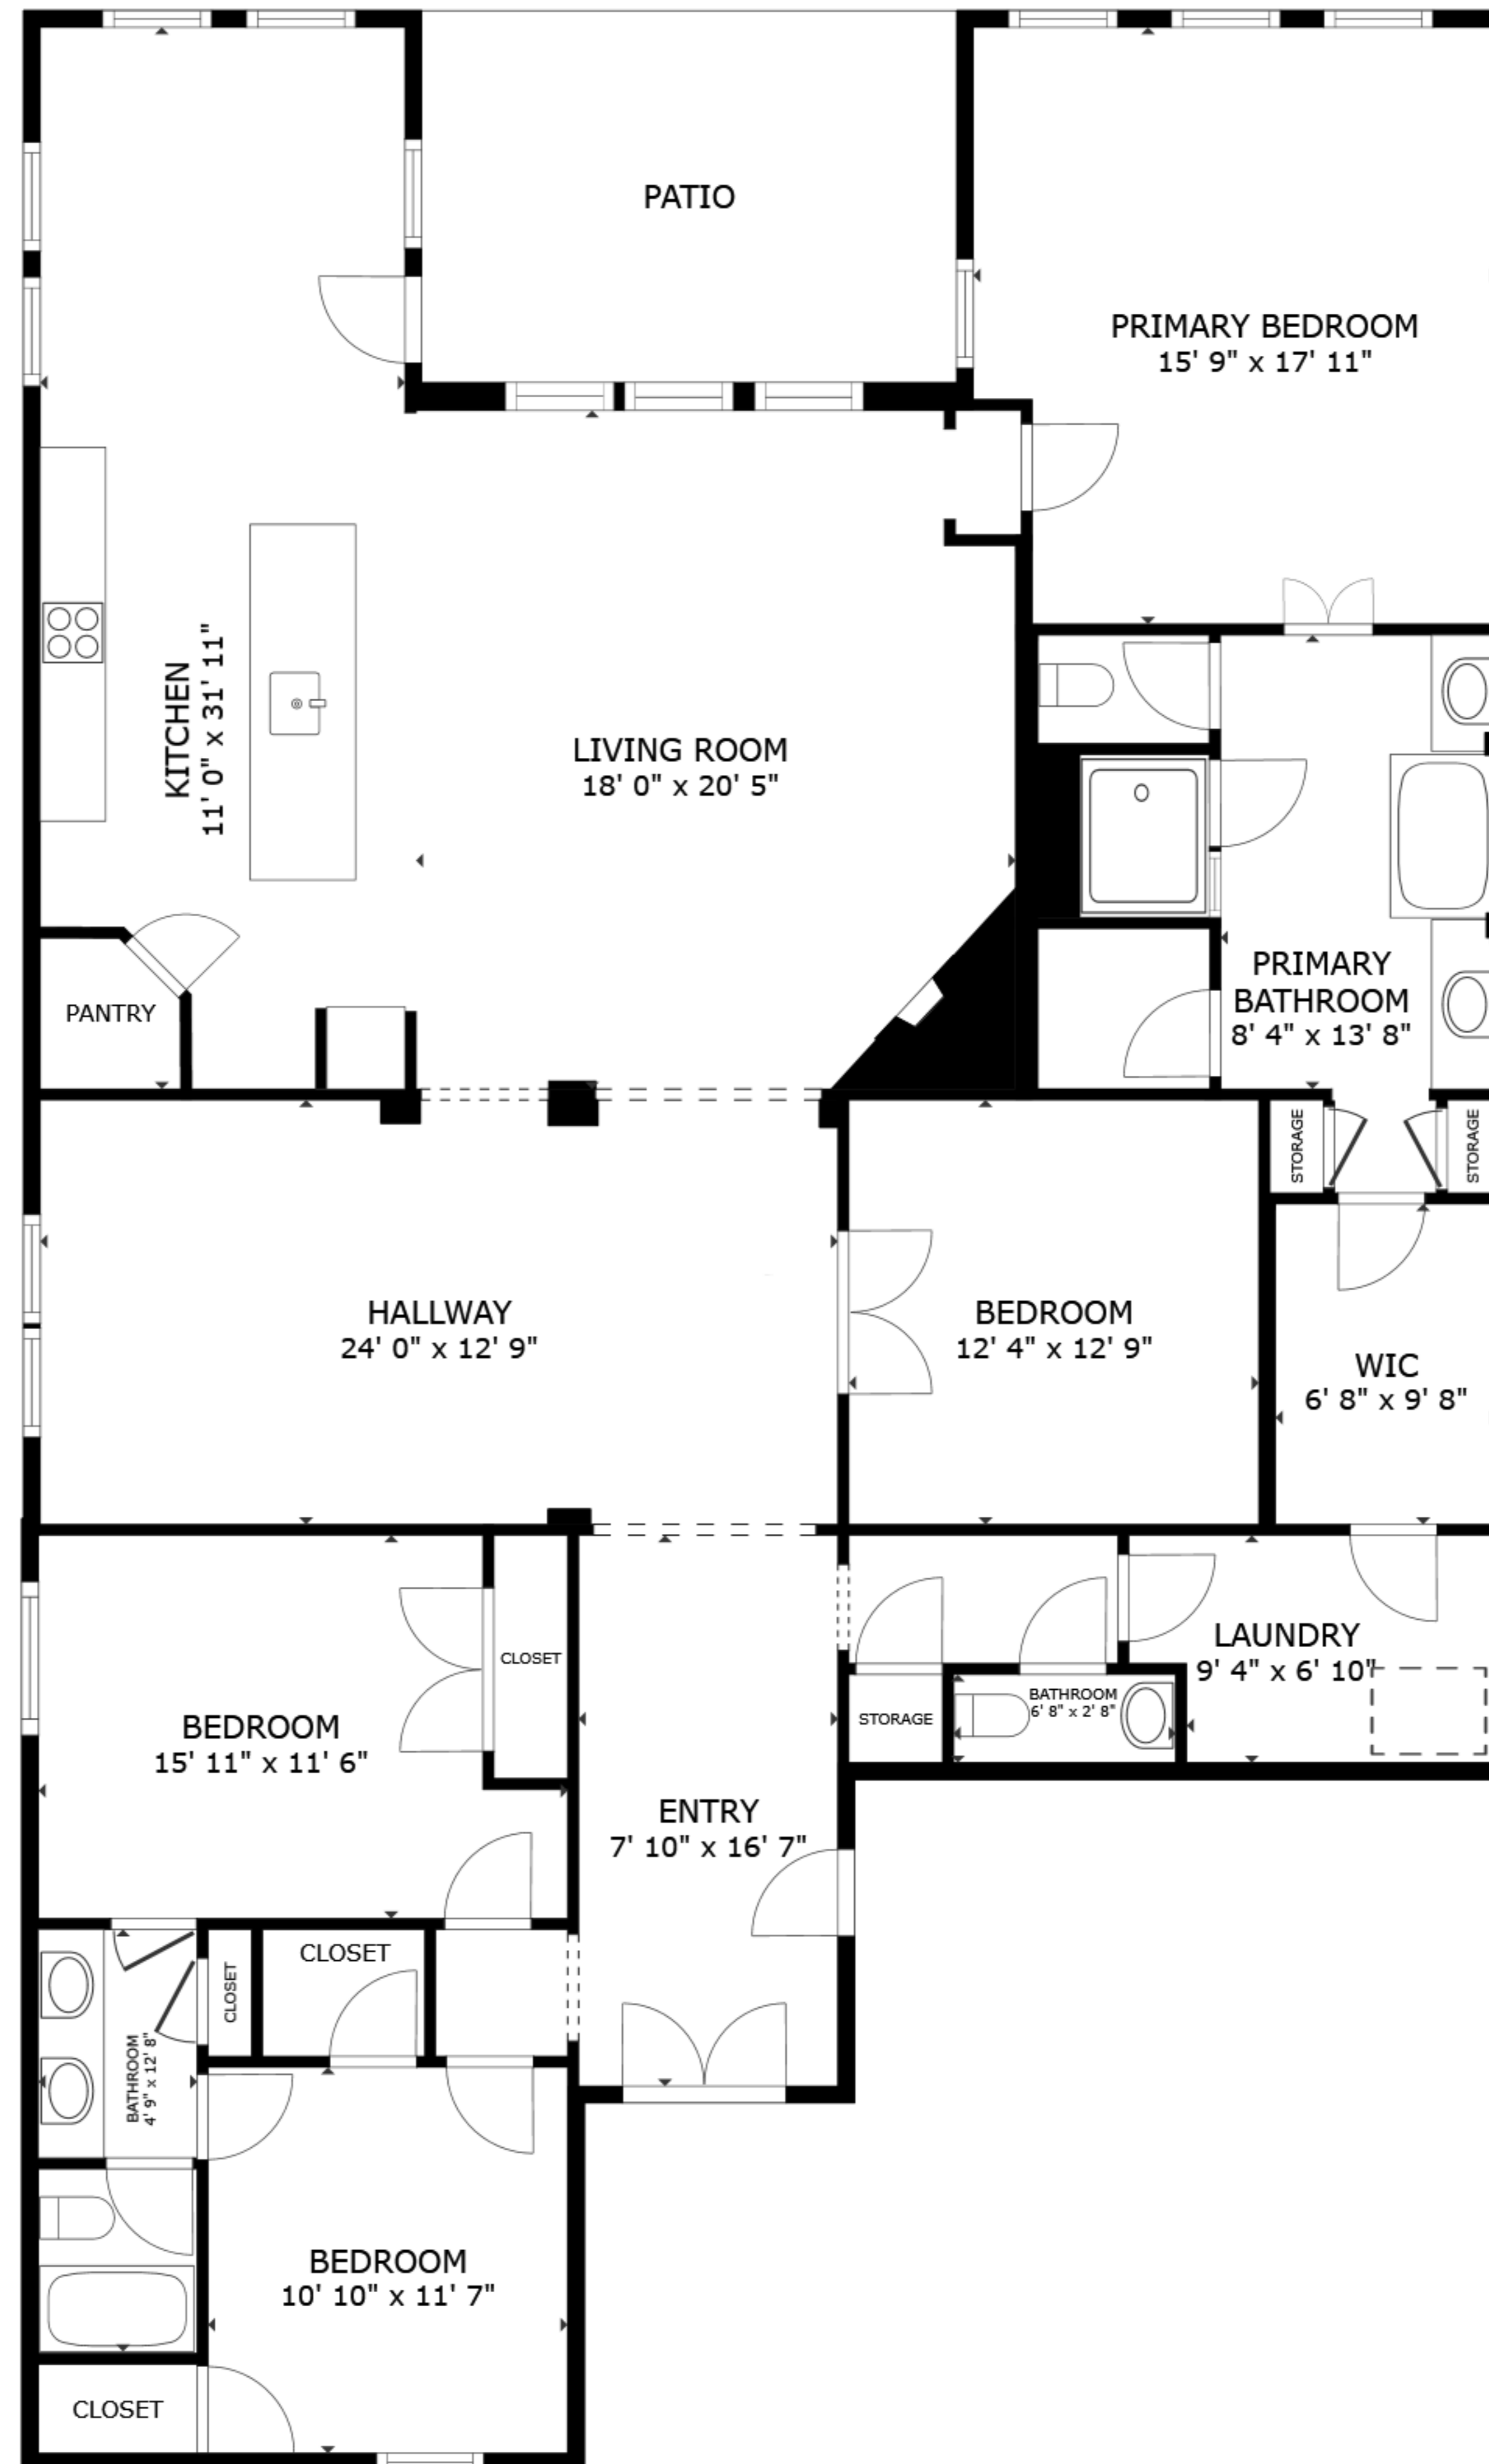 PATIO
PRIMARY BEDROOM
15' 9" x 17' 11"
KITCHEN
11' 0" x 31' 11"
LIVING ROOM
18' 0" x 20' 5"
PRIMARY
BATHROOM
8' 4" x 13' 8"
PANTRY
STORAGE
STORAGE
HALLWAY
24' 0" x 12' 9"
BEDROOM
12' 4" x 12' 9"
WIC
6' 8" x 9' 8"
CLOSET
LAUNDRY
9' 4" x 6' 10"
BATHROOM
6' 8" x 2' 8"
STORAGE
BEDROOM
15' 11" x 11' 6"
ENTRY
7' 10" x 16' 7"
CLOSET
CLOSET
BATHROOM
4' 9" x 12' 8"
BEDROOM
10' 10" x 11' 7"
CLOSET